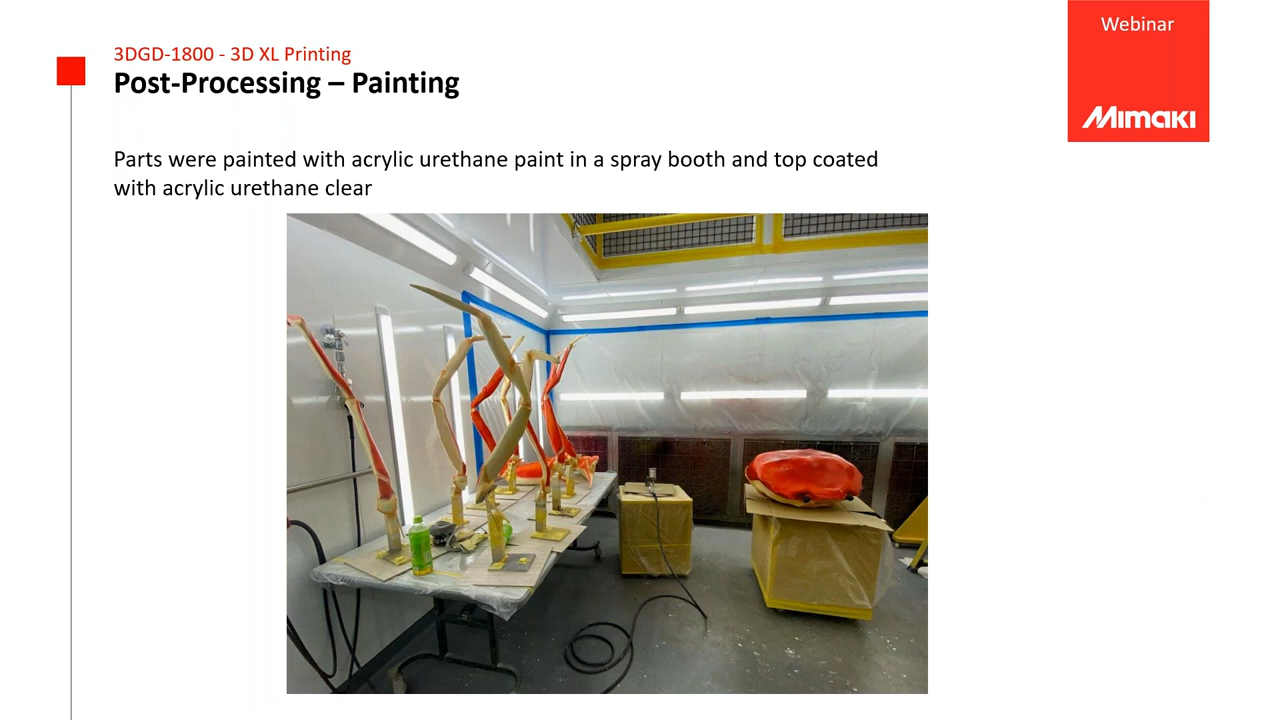 3DGD-1800 - 3D XL Printing
Post-Processing – Painting
Webinar
Mimaki
Parts were painted with acrylic urethane paint in a spray booth and top coated
with acrylic urethane clear